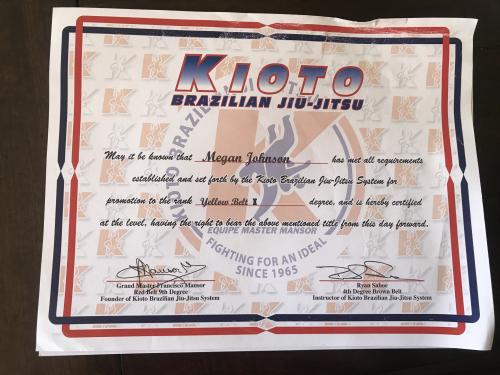 KIOTO
BRAZILIAN JIU-JITSU
May it be known that Megan Johnson has met all requirements
established and set forth by the Kioto Brazilian Jiu-Jitsu System for
promotion to the rank Yellow Belt degree, and is hereby certified
at the level, having the right to bear the above mentioned title from this day forward.
KIOTO BRAZILIAN JIU-JITSU
EQUIPE MASTER MANSOR
FIGHTING FOR AN IDEAL
SINCE 1965
Grand Master Francisco Mansor
Red Belt 9th Degree
Founder of Kioto Brazilian Jiu-Jitsu System
Ryan
4th Degree Brown Belt
Instructor of Kioto Brazilian Jiu-Jitsu System